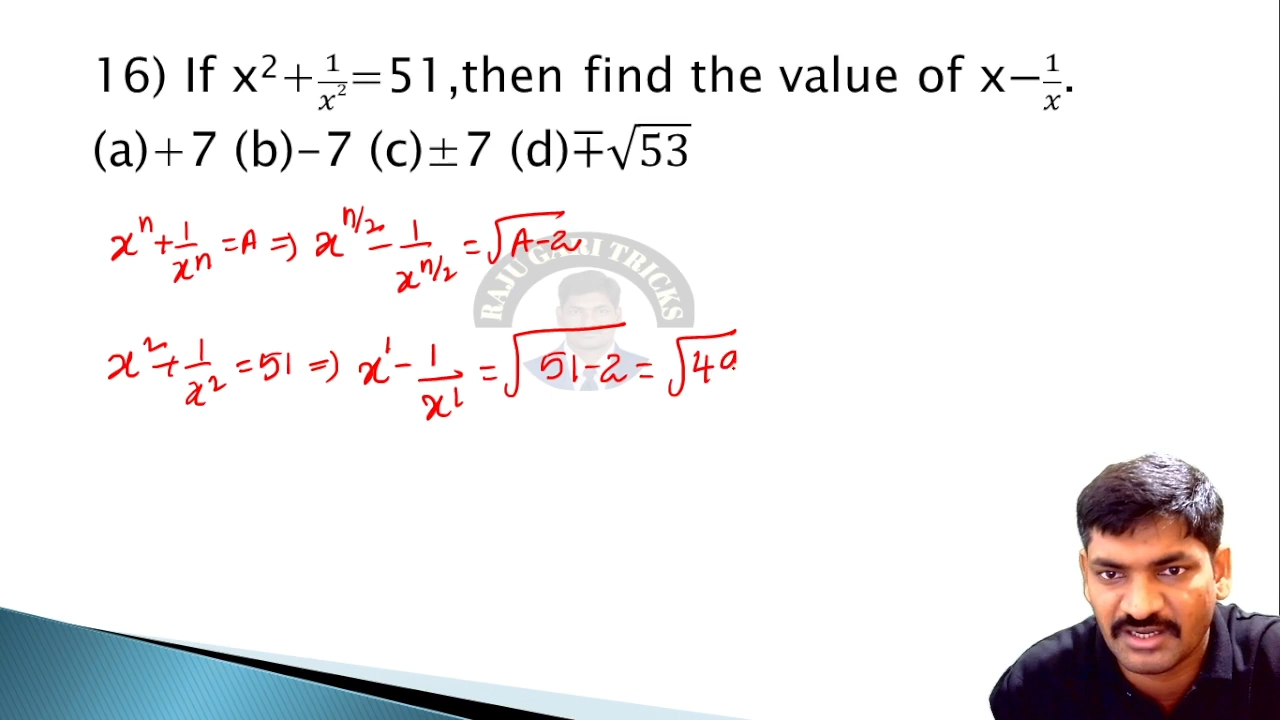 16) If x²+1/x²=51,then find the value of x−1/x.
(a)+7 (b)-7 (c)±7 (d)∓√53
xⁿ+1/xⁿ=A ⇒ x^(n/2)−1/x^(n/2)=√(A-2)
RAJU GARI TRICKS
x²+1/x²=51 ⇒ x¹−1/x¹=√(51-2)=√49